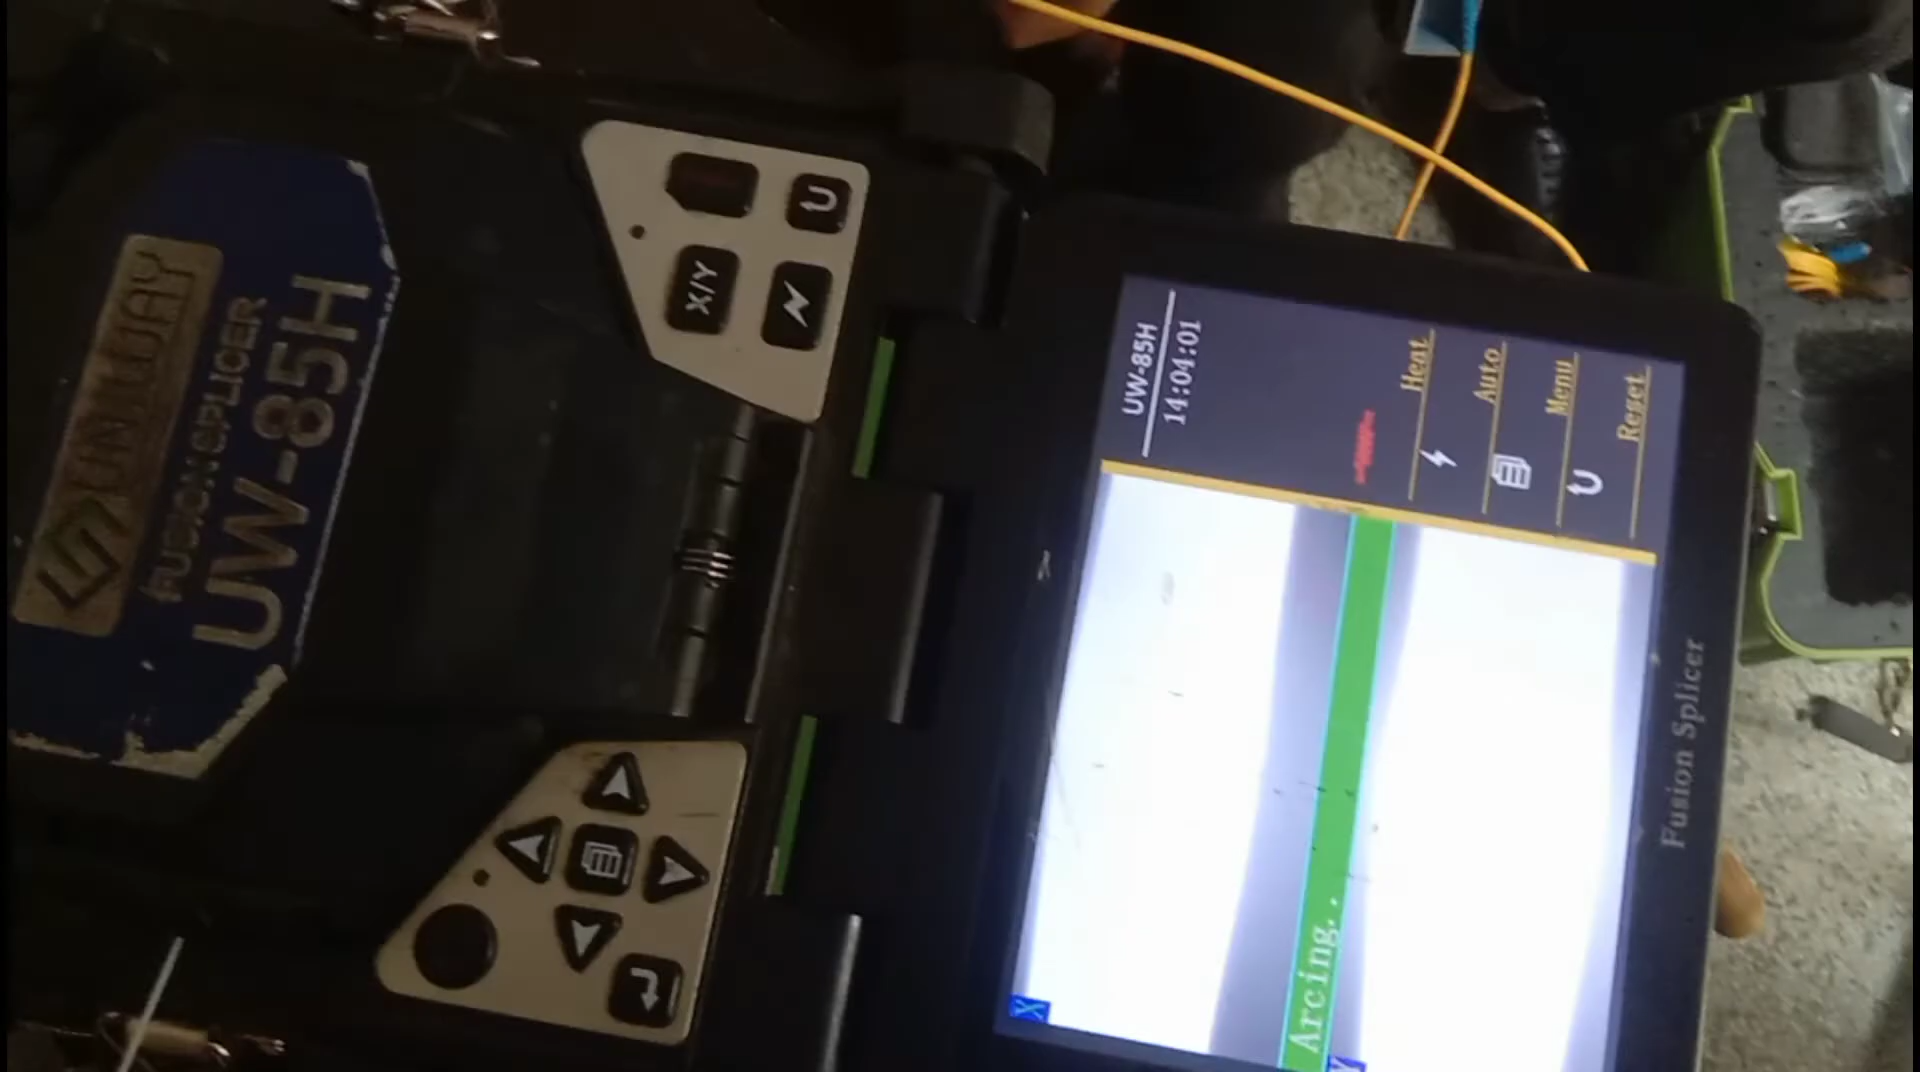 UNIWAY
FUSION SPLICER
UW-85H
X/Y
UW-85H
14:04:01
Heat
Auto
Menu
Reset
Arcing..
X
Y
Fusion Splicer